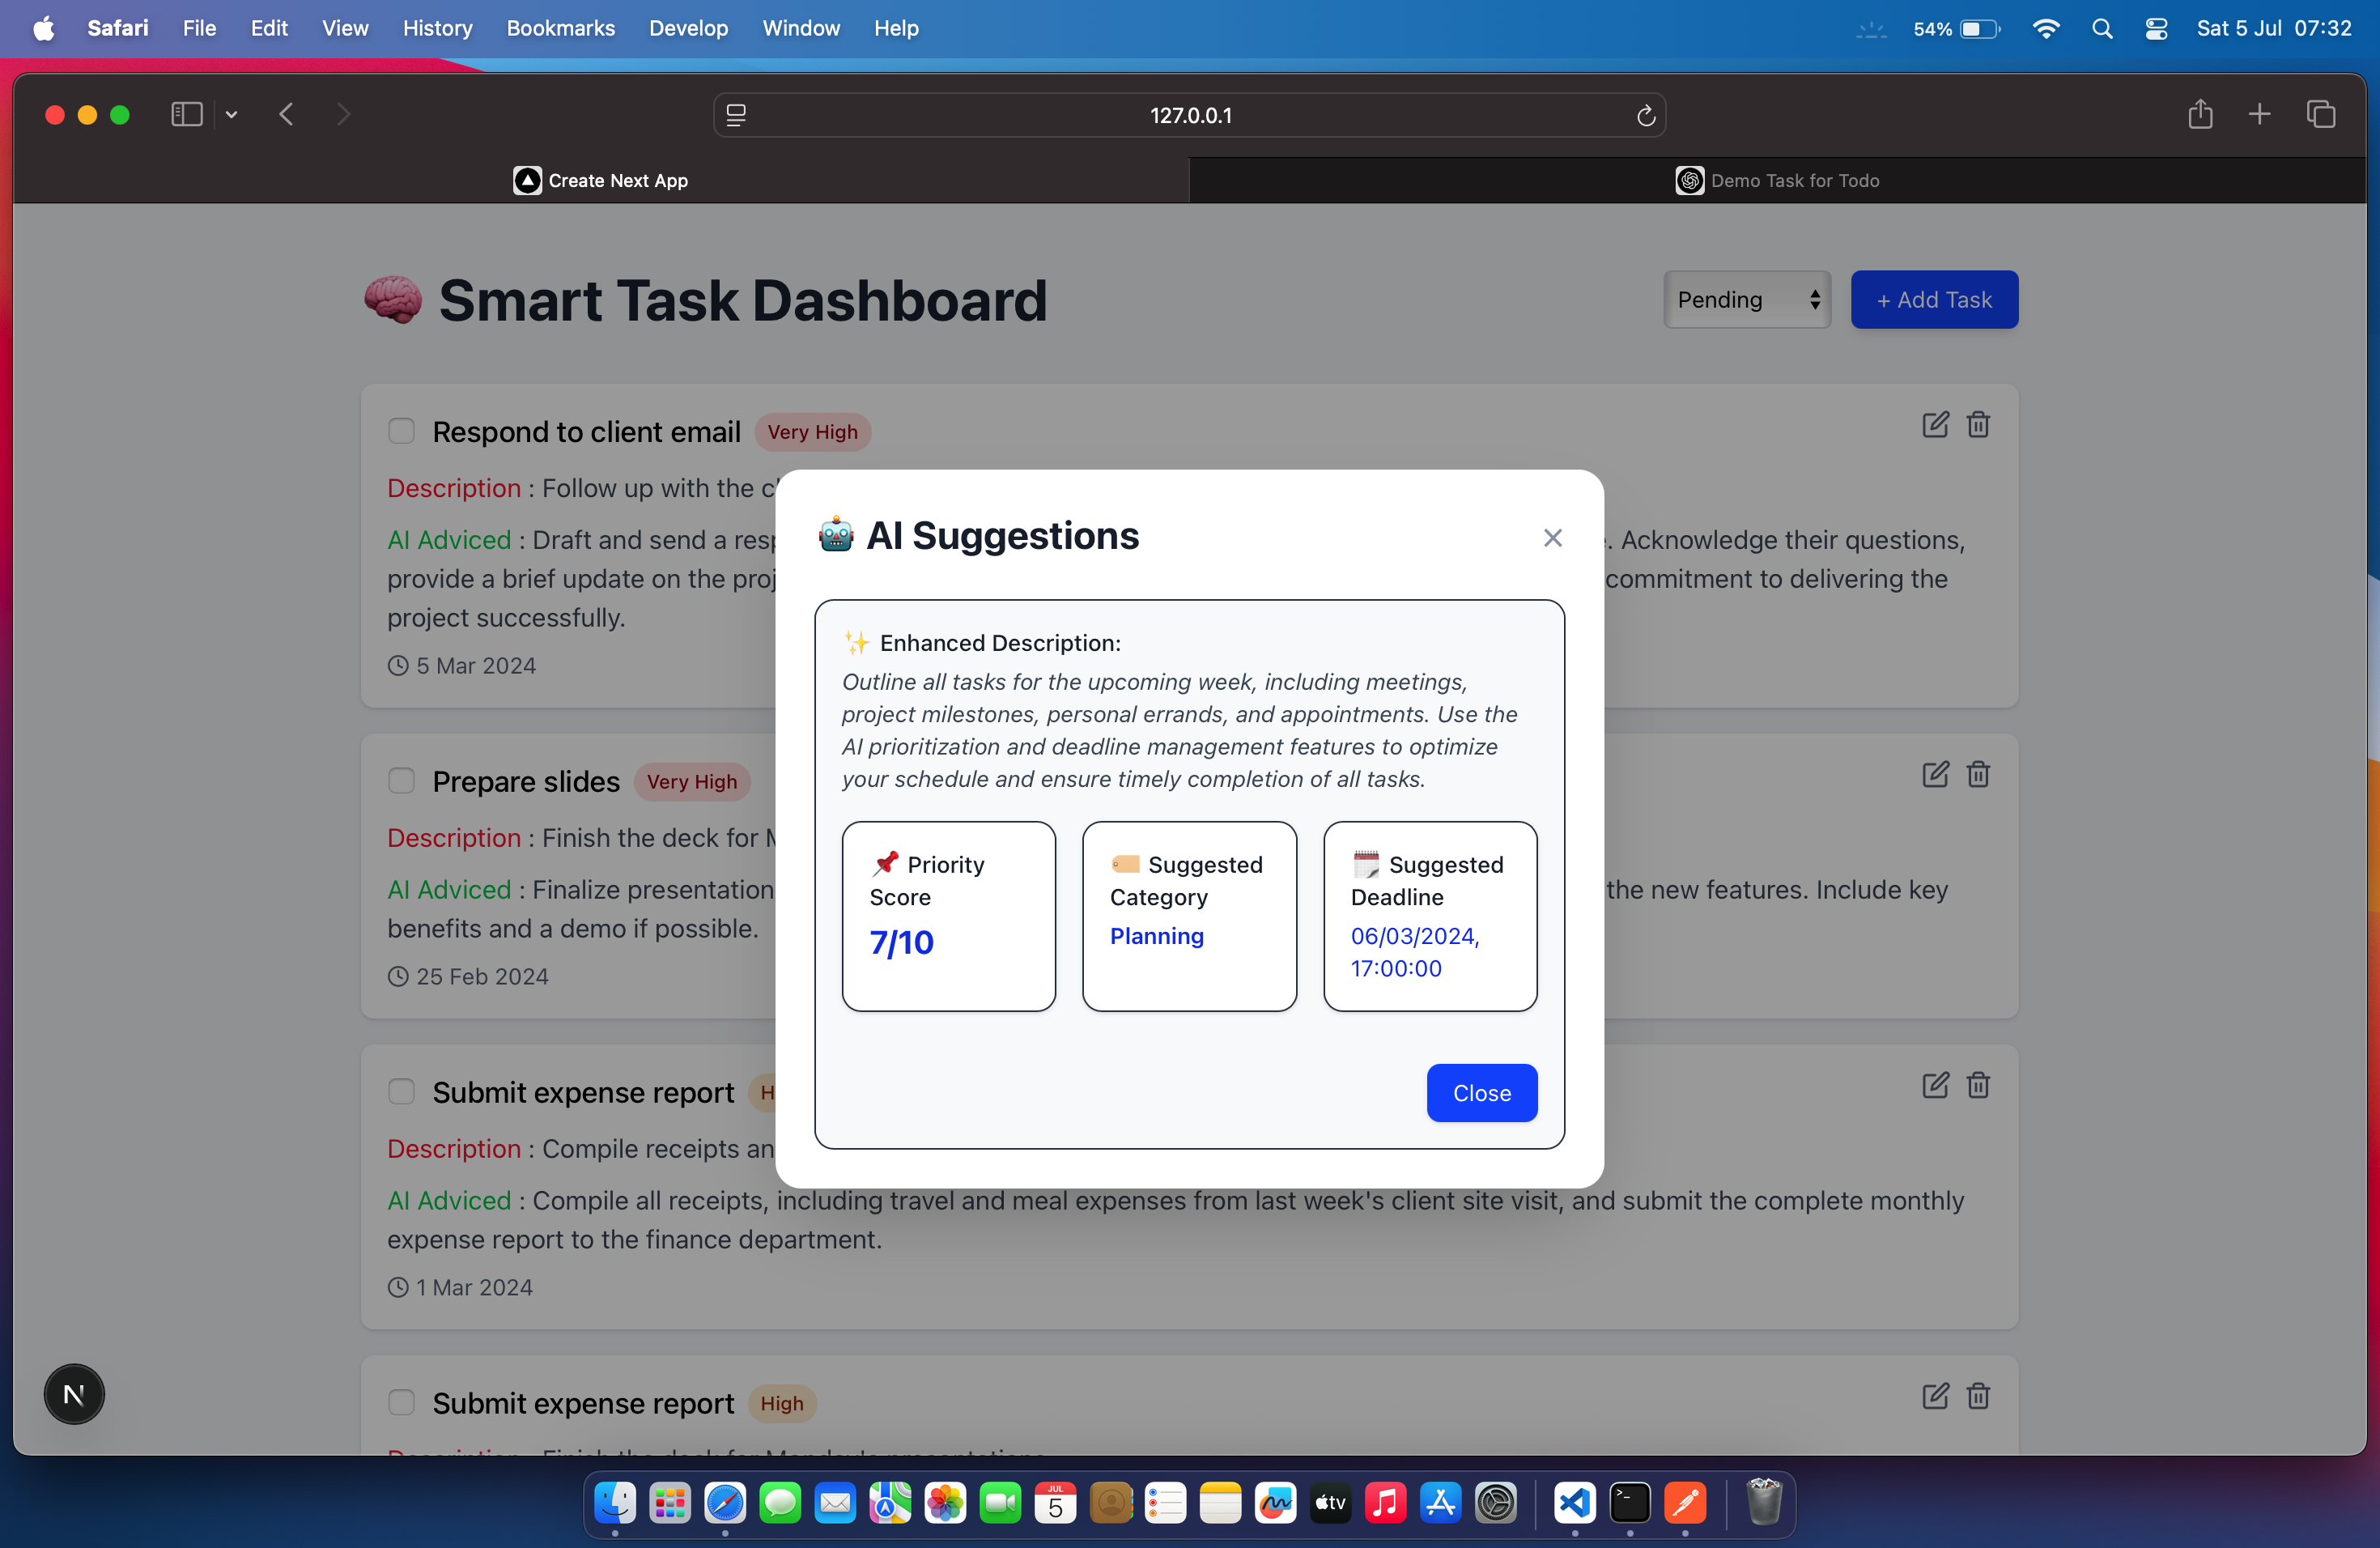 Safari File Edit View History Bookmarks Develop Window Help 54% Sat 5 Jul 07:32
127.0.0.1
Create Next App
Demo Task for Todo
Smart Task Dashboard
Pending
+ Add Task
Respond to client email Very High
Description : Follow up with the
AI Adviced : Draft and send a
. Acknowledge their questions,
provide a brief update on the
commitment to delivering the
project successfully.
5 Mar 2024
Prepare slides Very High
Description : Finish the deck for
AI Adviced : Finalize presentation
the new features. Include key
benefits and a demo if possible.
25 Feb 2024
Submit expense report
Description : Compile receipts
AI Adviced : Compile all receipts, including travel and meal expenses from last week's client site visit, and submit the complete monthly
expense report to the finance department.
1 Mar 2024
Submit expense report High
AI Suggestions
Enhanced Description:
Outline all tasks for the upcoming week, including meetings,
project milestones, personal errands, and appointments. Use the
AI prioritization and deadline management features to optimize
your schedule and ensure timely completion of all tasks.
Priority
Score
7/10
Suggested
Category
Planning
Suggested
Deadline
06/03/2024,
17:00:00
Close
N
JUL
5
tv